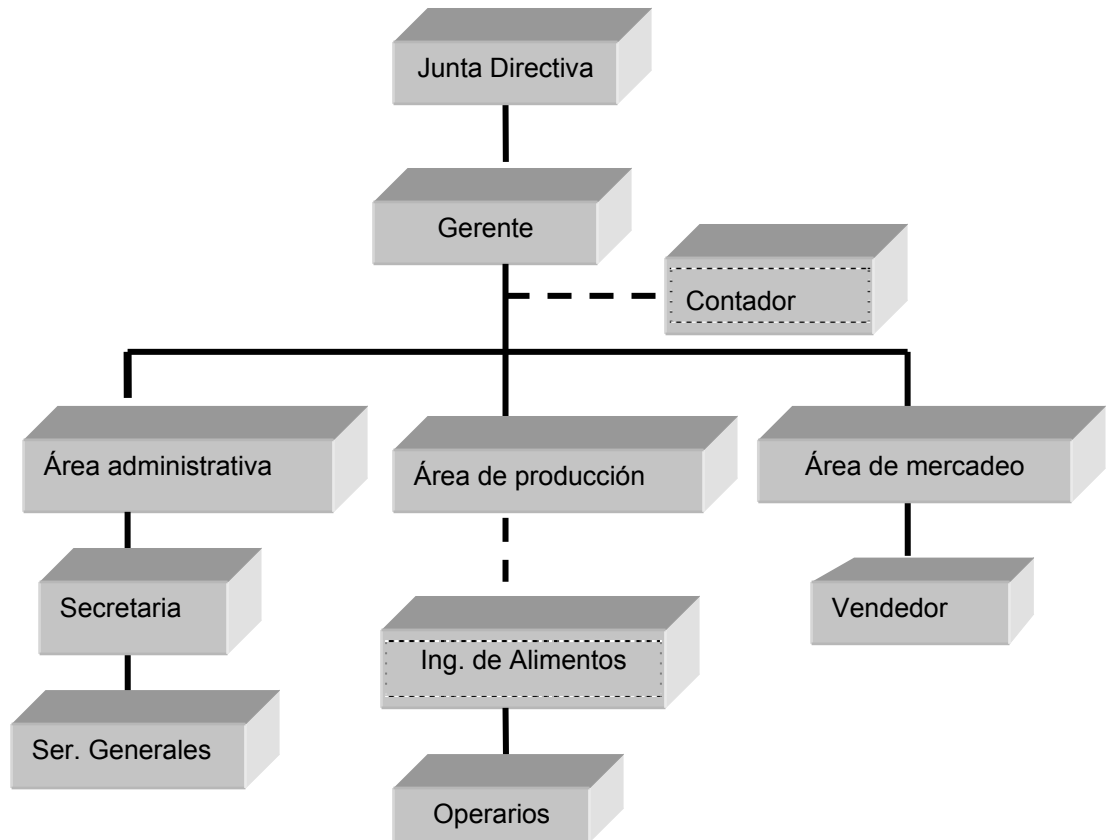 Junta Directiva
Gerente
Contador
Área administrativa
Área de producción
Área de mercadeo
Secretaria
Vendedor
Ing. de Alimentos
Ser. Generales
Operarios